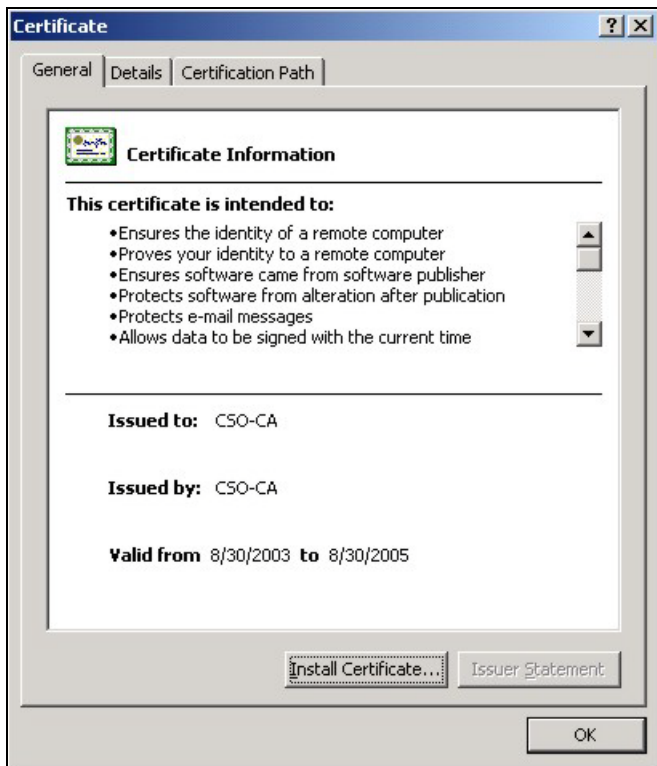 Certificate
General Details Certification Path
Certificate Information
This certificate is intended to:
•Ensures the identity of a remote computer
•Proves your identity to a remote computer
•Ensures software came from software publisher
•Protects software from alteration after publication
•Protects e-mail messages
•Allows data to be signed with the current time
Issued to: CSO-CA
Issued by: CSO-CA
Valid from 8/30/2003 to 8/30/2005
Install Certificate... Issuer Statement
OK